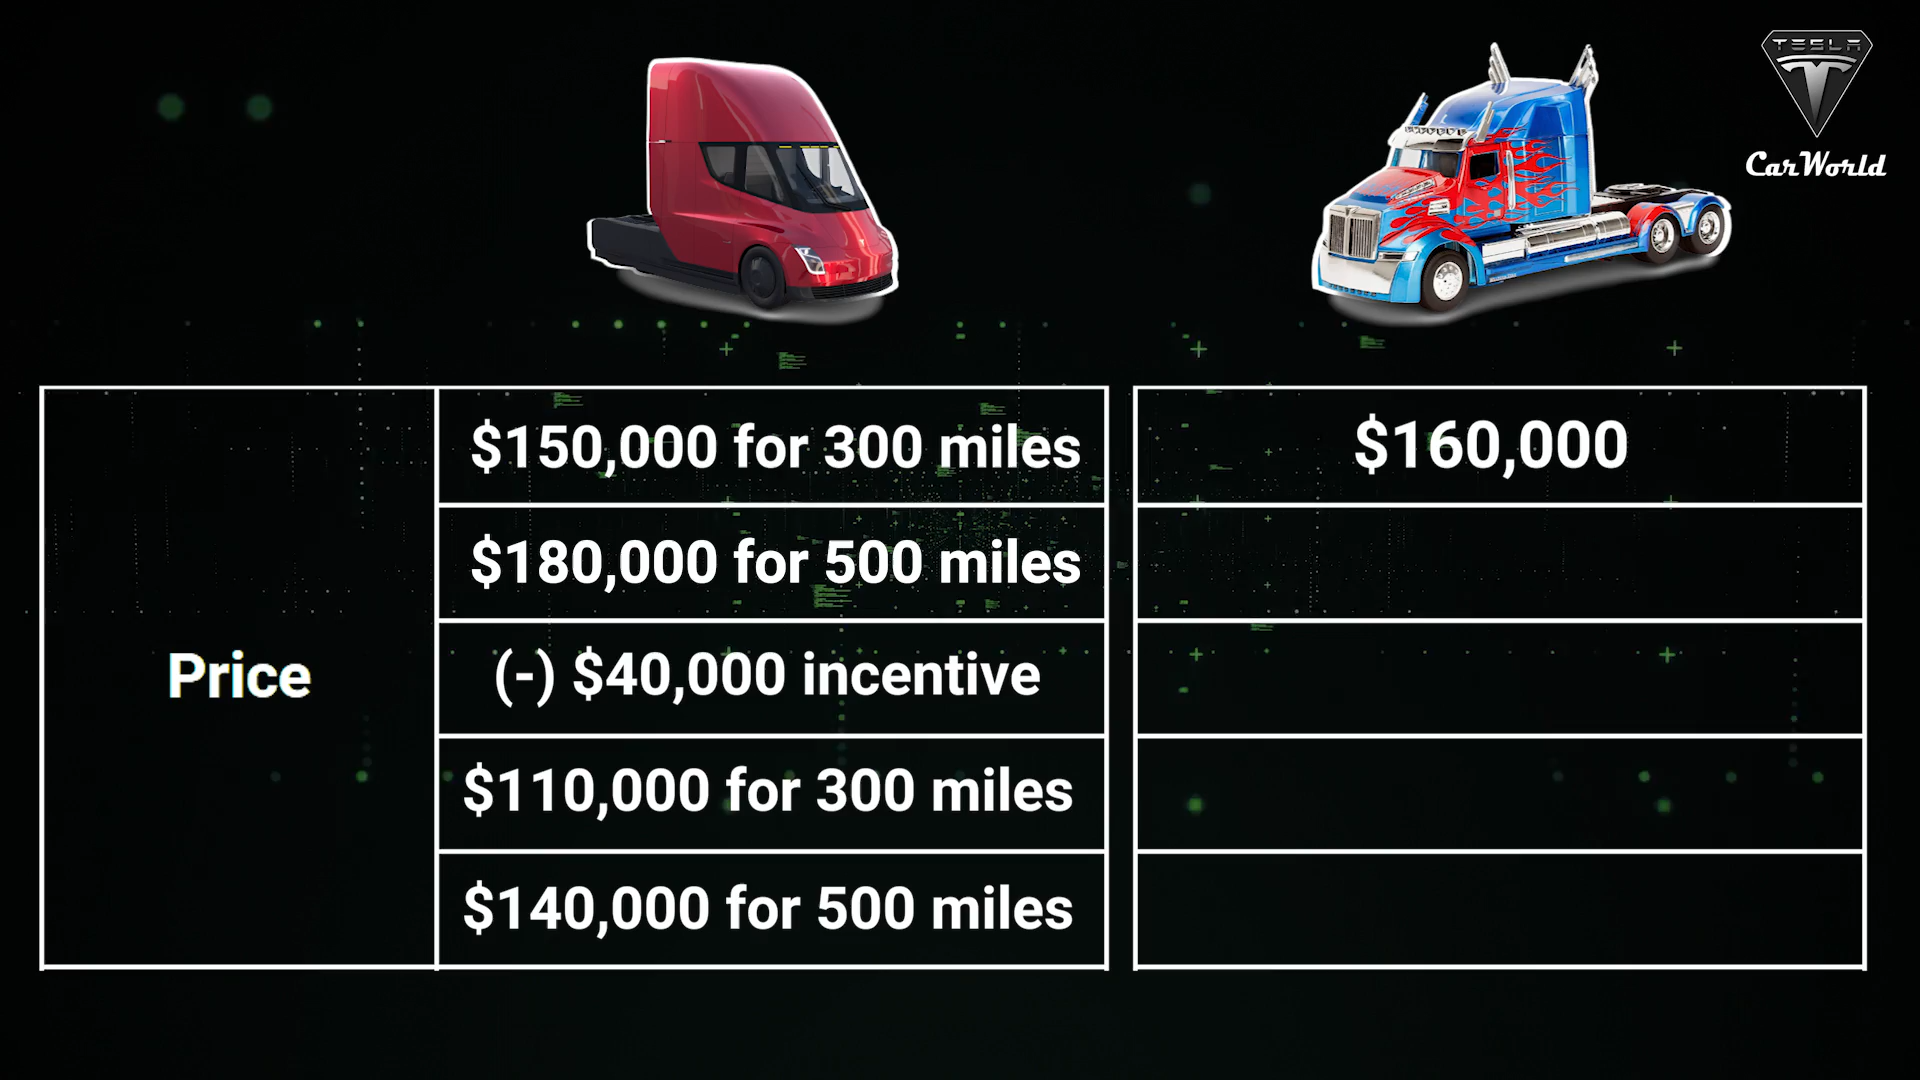 TESLA
CarWorld
$150,000 for 300 miles
$160,000
$180,000 for 500 miles
Price
(-) $40,000 incentive
$110,000 for 300 miles
$140,000 for 500 miles